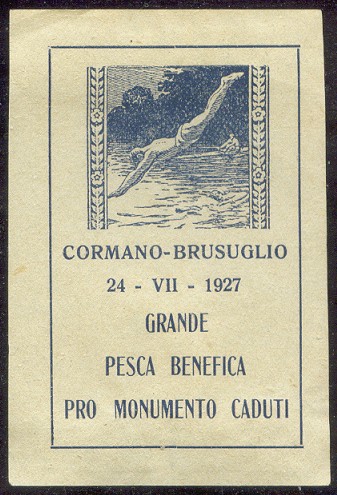 CORMANO-BRUSUGLIO
24 - VII - 1927
GRANDE
PESCA BENEFICA
PRO MONUMENTO CADUTI